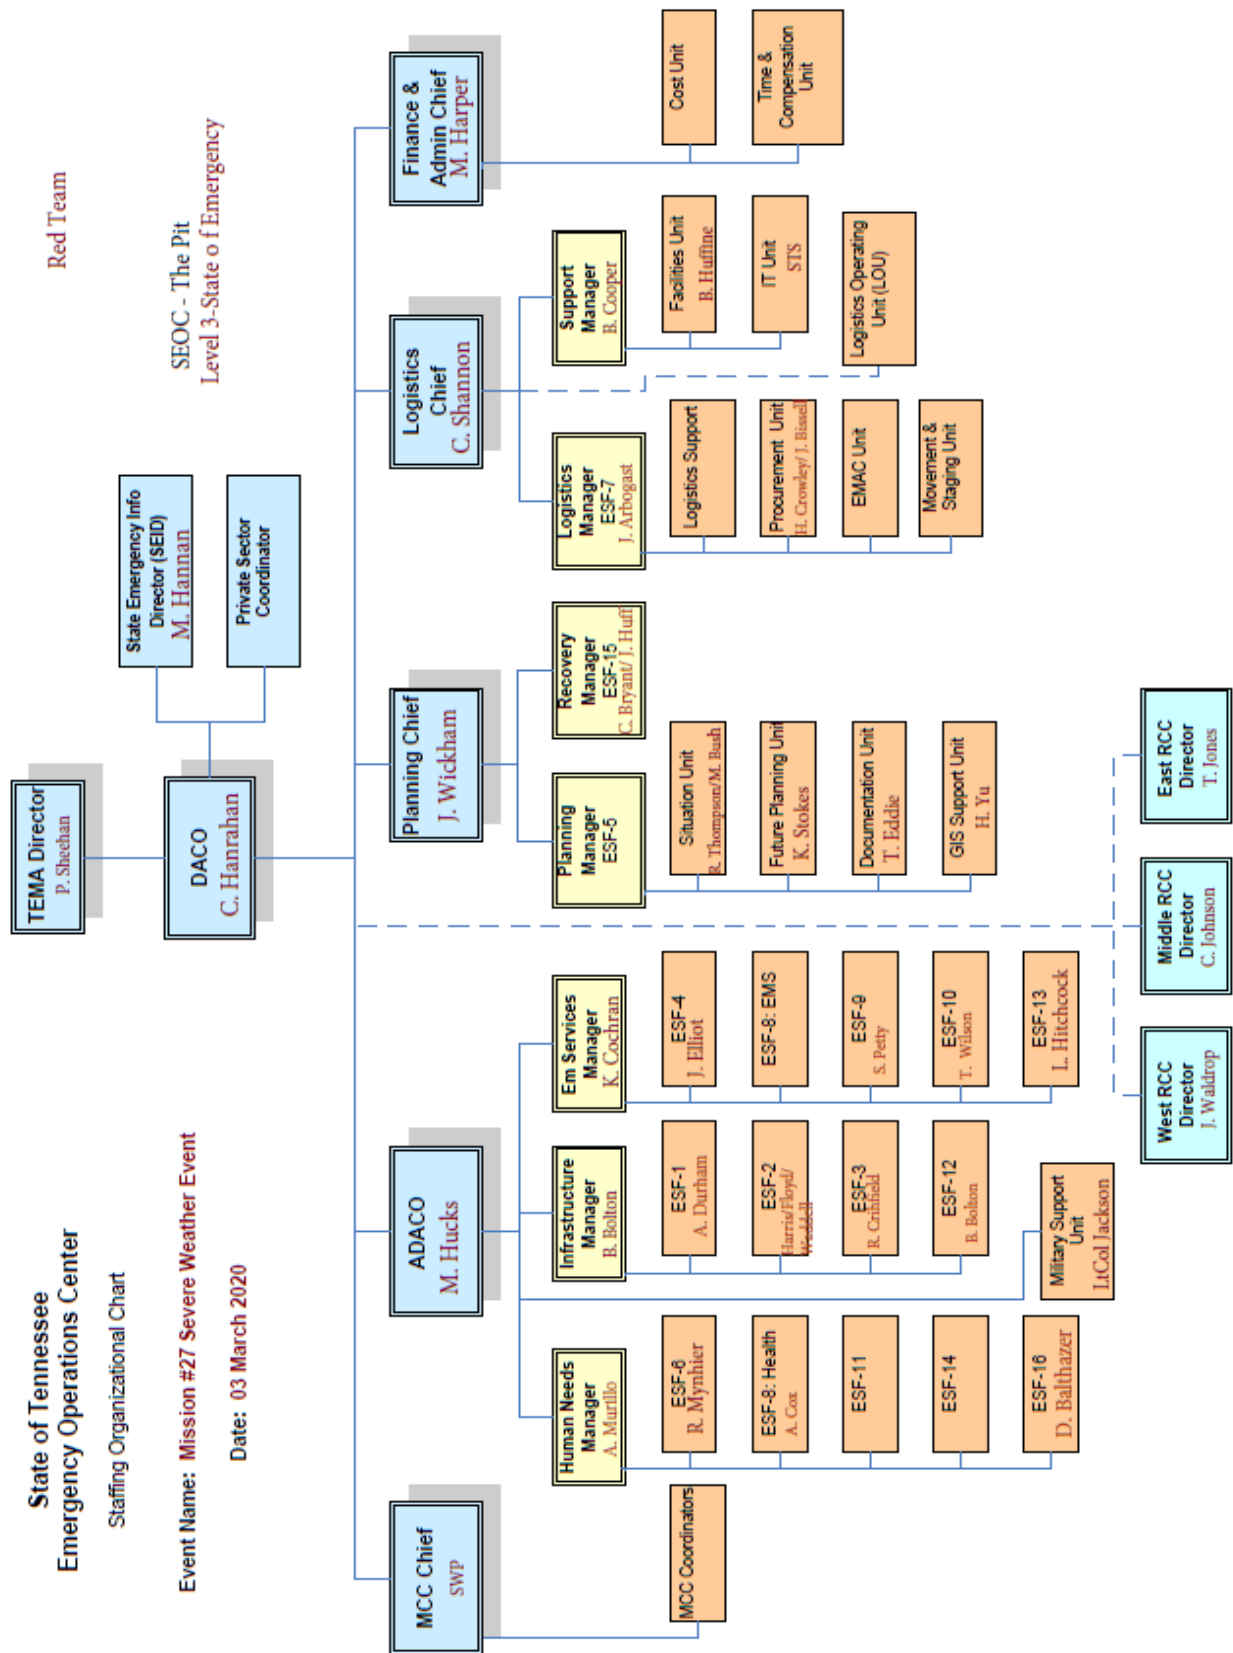 State of Tennessee
Emergency Operations Center
Staffing Organizational Chart
Event Name: Mission #27 Severe Weather Event
Date: 03 March 2020
Red Team
SEOC - The Pit
Level 3-State o f Emergency
TEMA Director
P. Sheehan
DACO
C. Hanrahan
State Emergency Info
Director (SEID)
M. Hannan
Private Sector
Coordinator
MCC Chief
SWP
ADACO
M. Hucks
Planning Chief
J. Wickham
Logistics
Chief
C. Shannon
Finance &
Admin Chief
M. Harper
MCC Coordinators
Human Needs
Manager
A. Murillo
ESF-6
R. Mynhier
ESF-8: Health
A. Cox
ESF-11
ESF-14
ESF-16
D. Balthazer
Infrastructure
Manager
B. Bolton
ESF-1
A. Durham
ESF-2
Harris/Floyd/
Waddell
ESF-3
R. Crihfield
ESF-12
B. Bolton
Military Support
Unit
LtCol Jackson
Em Services
Manager
K. Cochran
ESF-4
J. Elliot
ESF-8: EMS
ESF-9
S. Petty
ESF-10
T. Wilson
ESF-13
L. Hitchcock
Planning
Manager
ESF-5
Situation Unit
R. Thompson/M. Bush
Future Planning Unit
K. Stokes
Documentation Unit
T. Eddie
GIS Support Unit
H. Yu
Recovery
Manager
ESF-15
C. Bryant/ J. Huff
Logistics
Manager
ESF-7
J. Arbogast
Logistics Support
Procurement Unit
H. Crowley/ J. Bissell
EMAC Unit
Movement &
Staging Unit
Support
Manager
B. Cooper
Facilities Unit
B. Huffine
IT Unit
STS
Logistics Operating
Unit (LOU)
Cost Unit
Time &
Compensation
Unit
West RCC
Director
J. Waldrop
Middle RCC
Director
C. Johnson
East RCC
Director
T. Jones